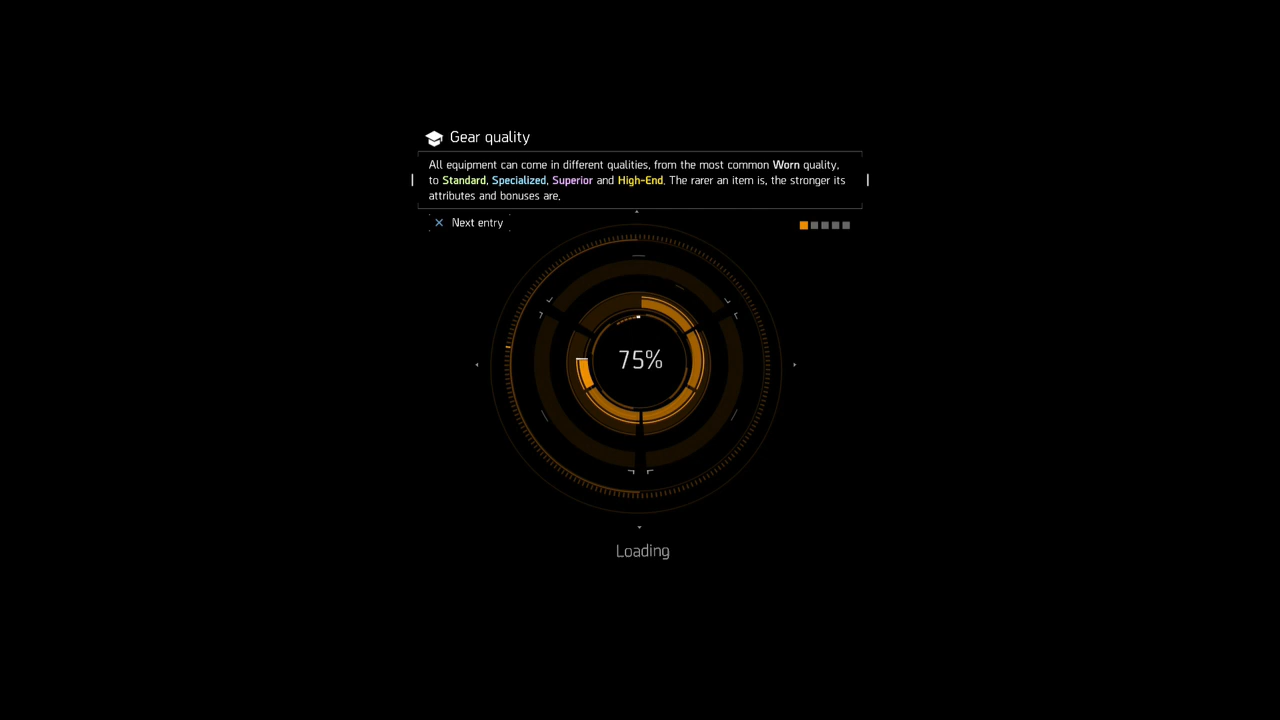 Gear quality
All equipment can come in different qualities, from the most common Worn quality,
to Standard, Specialized, Superior and High-End. The rarer an item is, the stronger its
attributes and bonuses are.
Next entry
75%
Loading